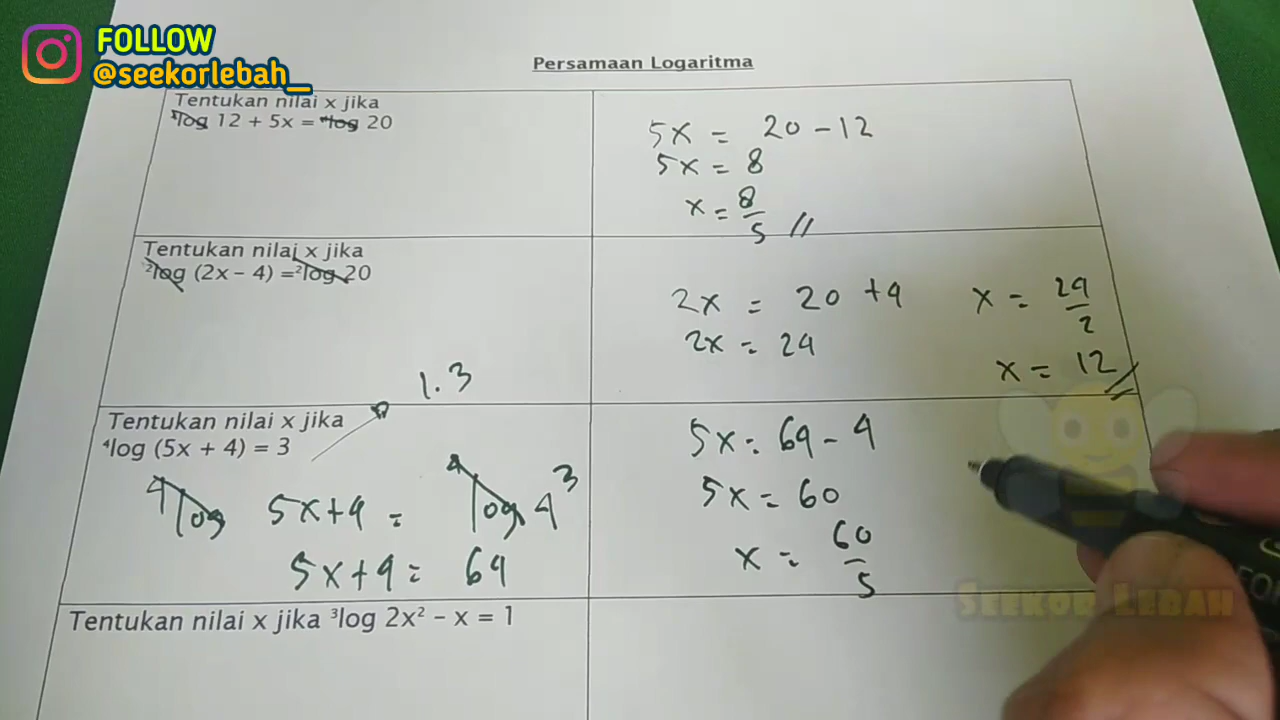 FOLLOW
@seekorlebah_
Persamaan Logaritma
Tentukan nilai x jika
log 12 + 5x = log 20
5x = 20 - 12
5x = 8
x = 8/5 //
Tentukan nilai x jika
²log (2x – 4) = ²log 20
2x = 20 + 4
2x = 24
x = 24/2
x = 12 //
1.3
Tentukan nilai x jika
⁴log (5x + 4) = 3
⁴log 5x+4 = ⁴log 4³
5x+4 = 64
5x = 64 - 4
5x = 60
x = 60/5
Tentukan nilai x jika ³log 2x² – x = 1
SEEKOR LEBAH